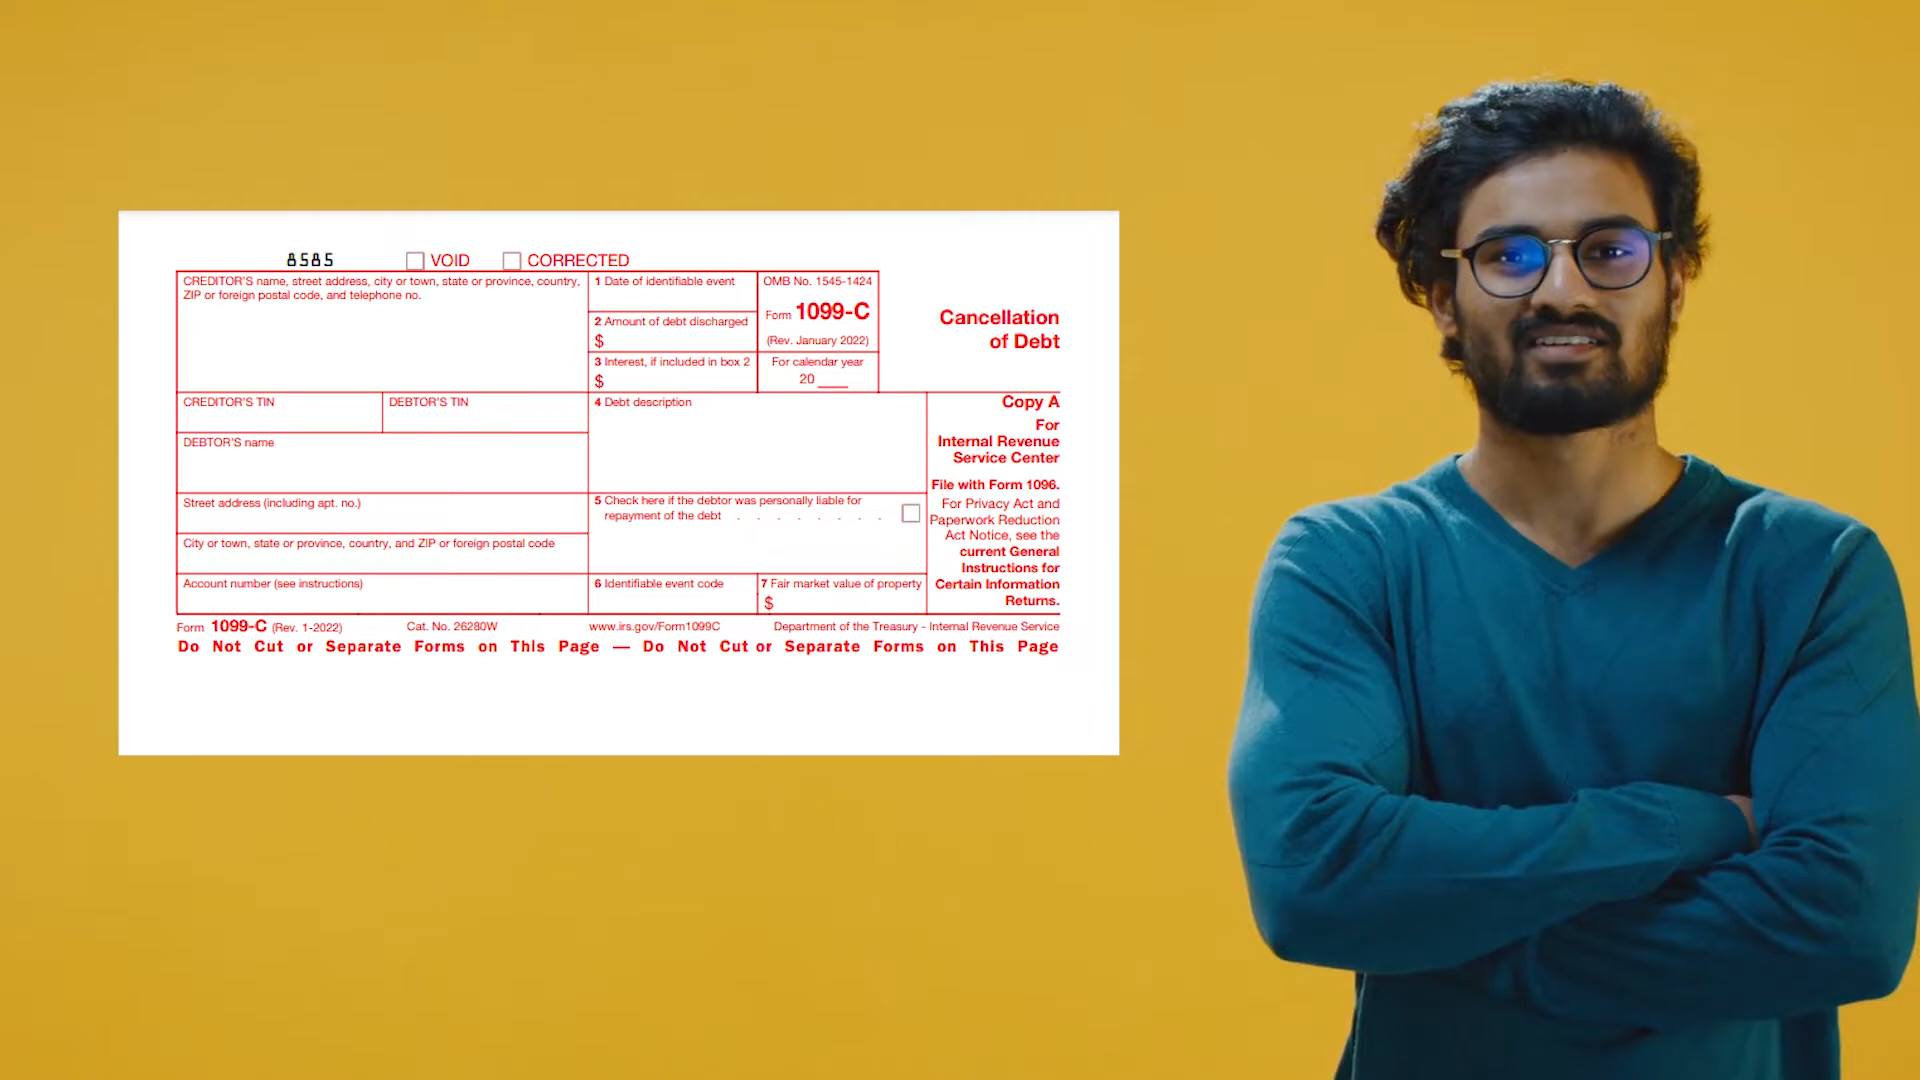 8585 VOID CORRECTED
CREDITOR'S name, street address, city or town, state or province, country,
ZIP or foreign postal code, and telephone no.
1 Date of identifiable event
2 Amount of debt discharged
$
3 Interest, if included in box 2
$
OMB No. 1545-1424
Form 1099-C
(Rev. January 2022)
For calendar year
20 ____
Cancellation
of Debt
CREDITOR'S TIN
DEBTOR'S TIN
DEBTOR'S name
Street address (including apt. no.)
City or town, state or province, country, and ZIP or foreign postal code
Account number (see instructions)
4 Debt description
5 Check here if the debtor was personally liable for
repayment of the debt . . . . . . . .
6 Identifiable event code
7 Fair market value of property
$
Copy A
For
Internal Revenue
Service Center
File with Form 1096.
For Privacy Act and
Paperwork Reduction
Act Notice, see the
current General
Instructions for
Certain Information
Returns.
Form 1099-C (Rev. 1-2022) Cat. No. 26280W www.irs.gov/Form1099C Department of the Treasury - Internal Revenue Service
Do Not Cut or Separate Forms on This Page — Do Not Cut or Separate Forms on This Page